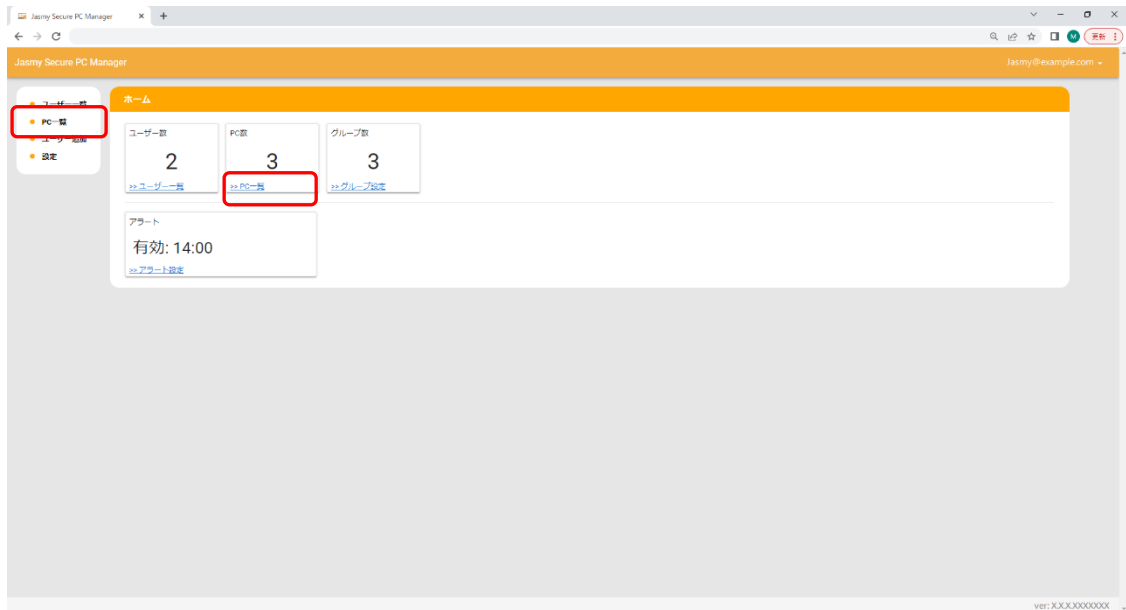 Jasmy Secure PC Manager
更新
Jasmy Secure PC Manager
Jasmy@example.com
ユーザー一覧
PC一覧
ユーザー追加
設定
ホーム
ユーザー数
2
>> ユーザー一覧
PC数
3
>> PC一覧
グループ数
3
>> グループ設定
アラート
有効: 14:00
>> アラート設定
ver: X.X.X.XXXXXXX